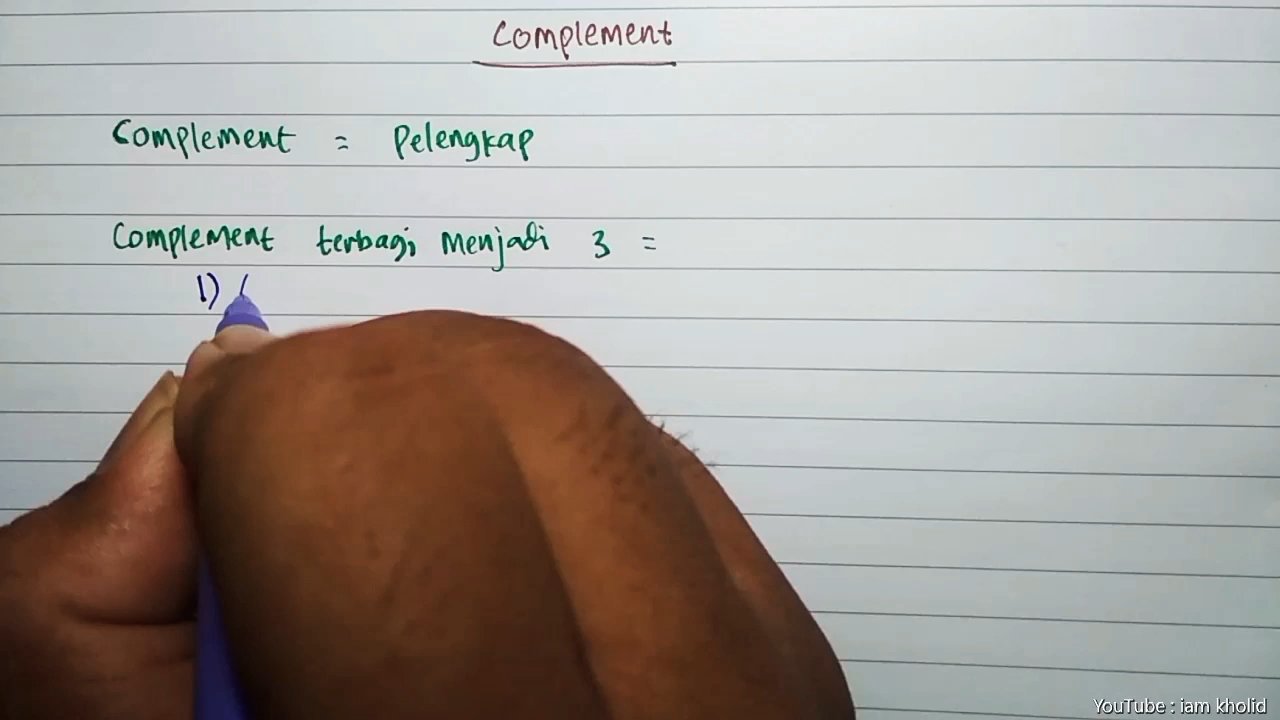 Complement
Complement = Pelengkap
Complement terbagi menjadi 3 =
1)
YouTube : iam kholid